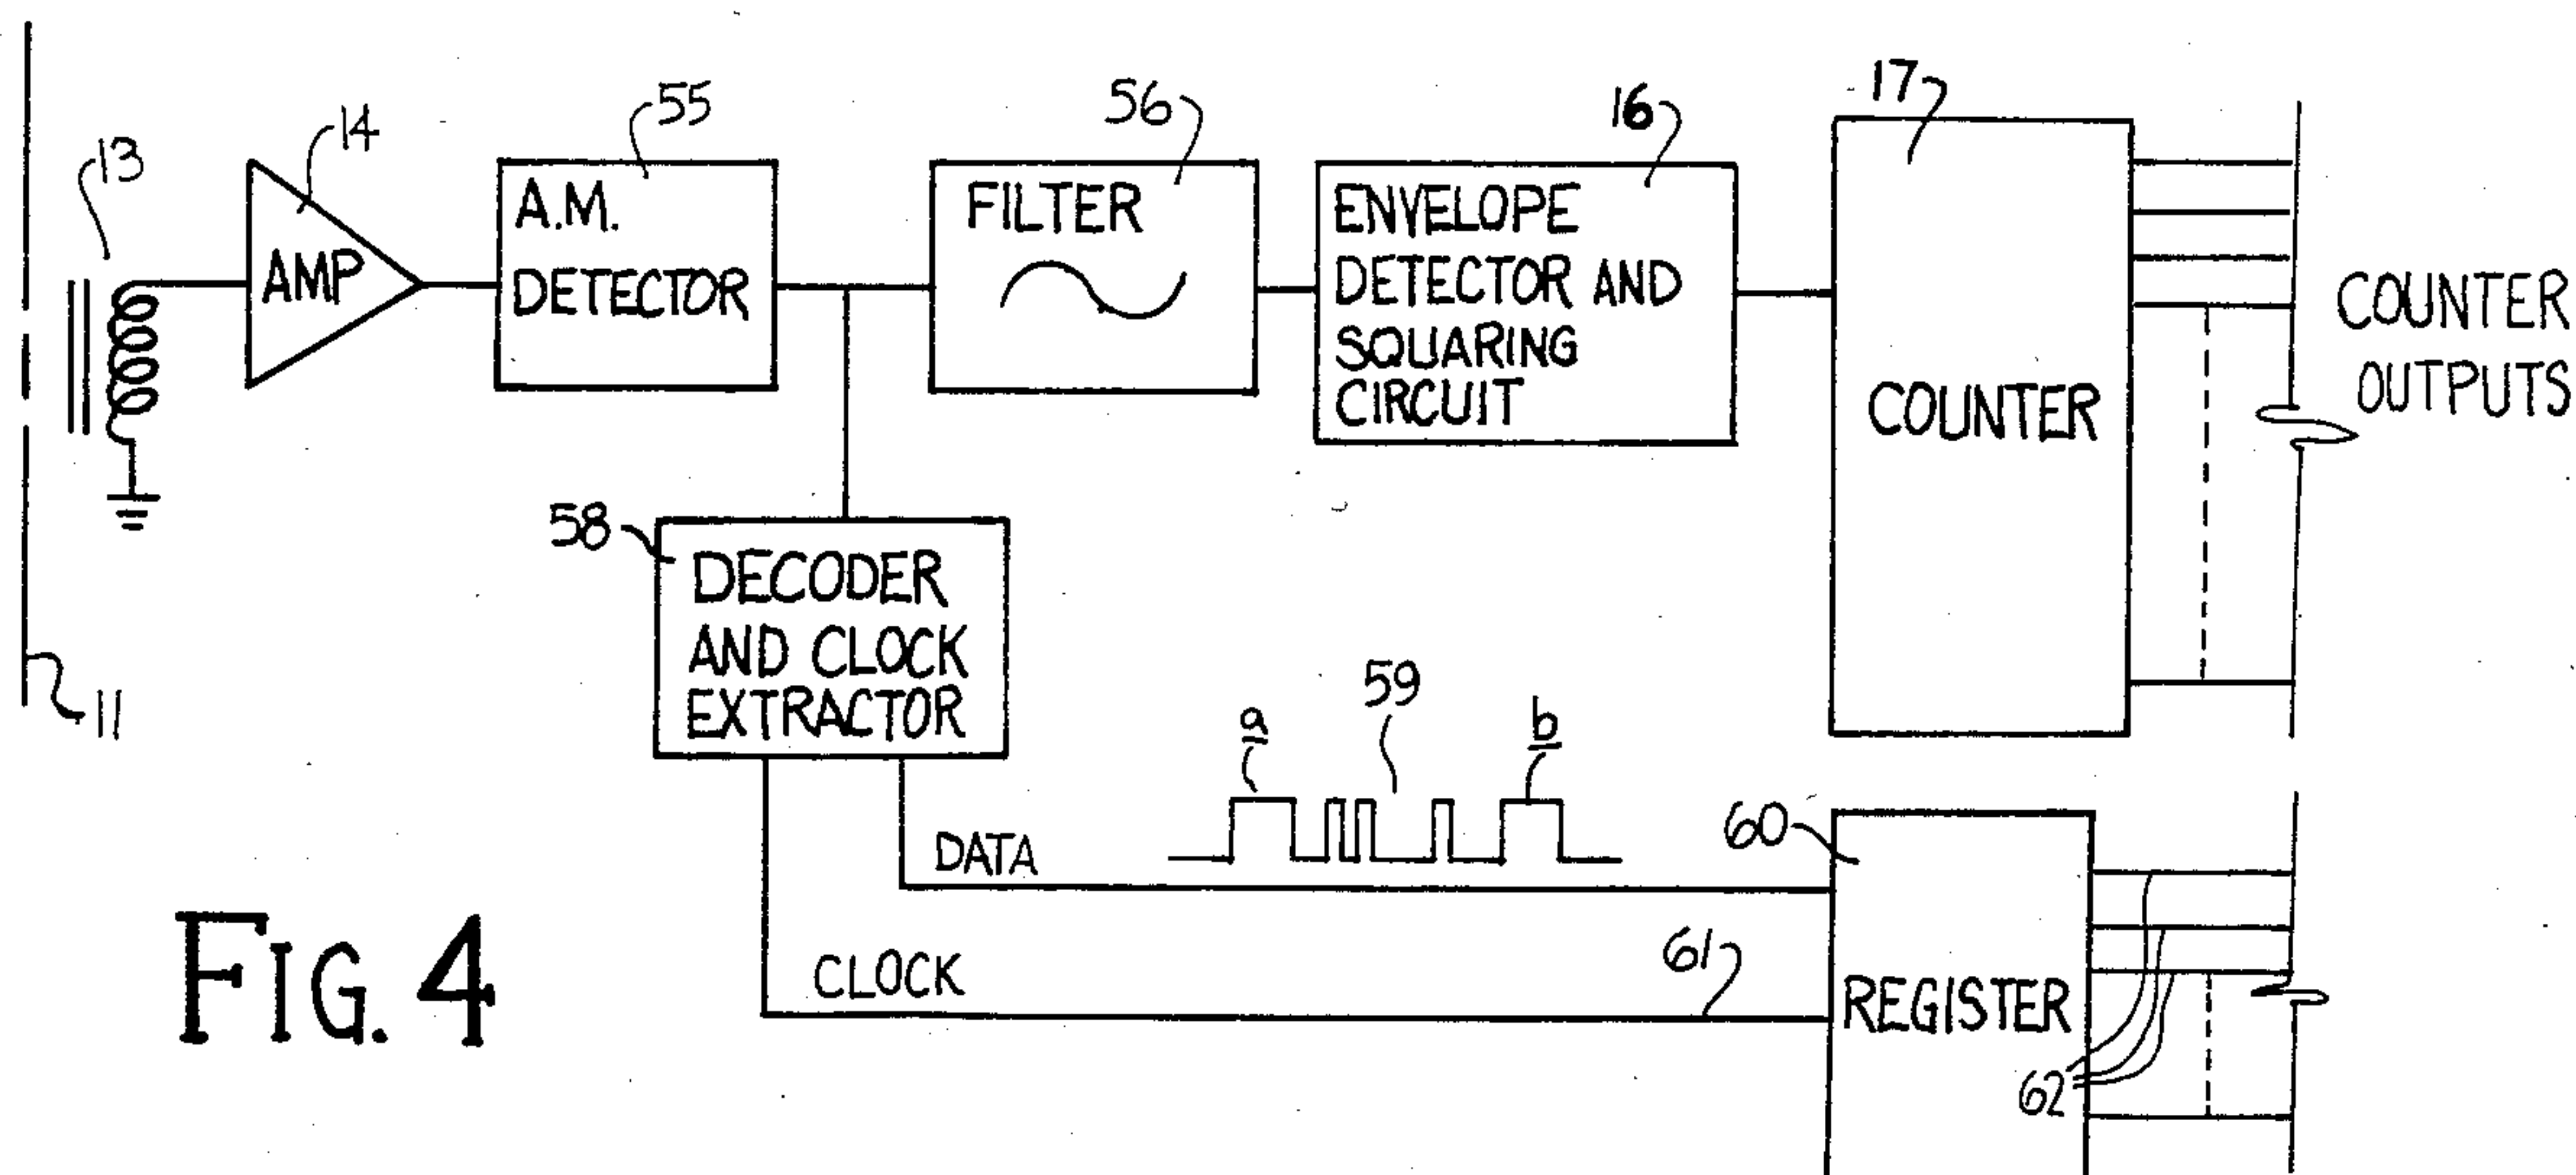 13
14
AMP
55
A.M.
DETECTOR
56
FILTER
16
ENVELOPE
DETECTOR AND
SQUARING
CIRCUIT
17
COUNTER
COUNTER
OUTPUTS
11
58
DECODER
AND CLOCK
EXTRACTOR
a
59
b
DATA
CLOCK
60
61
REGISTER
62
FIG. 4